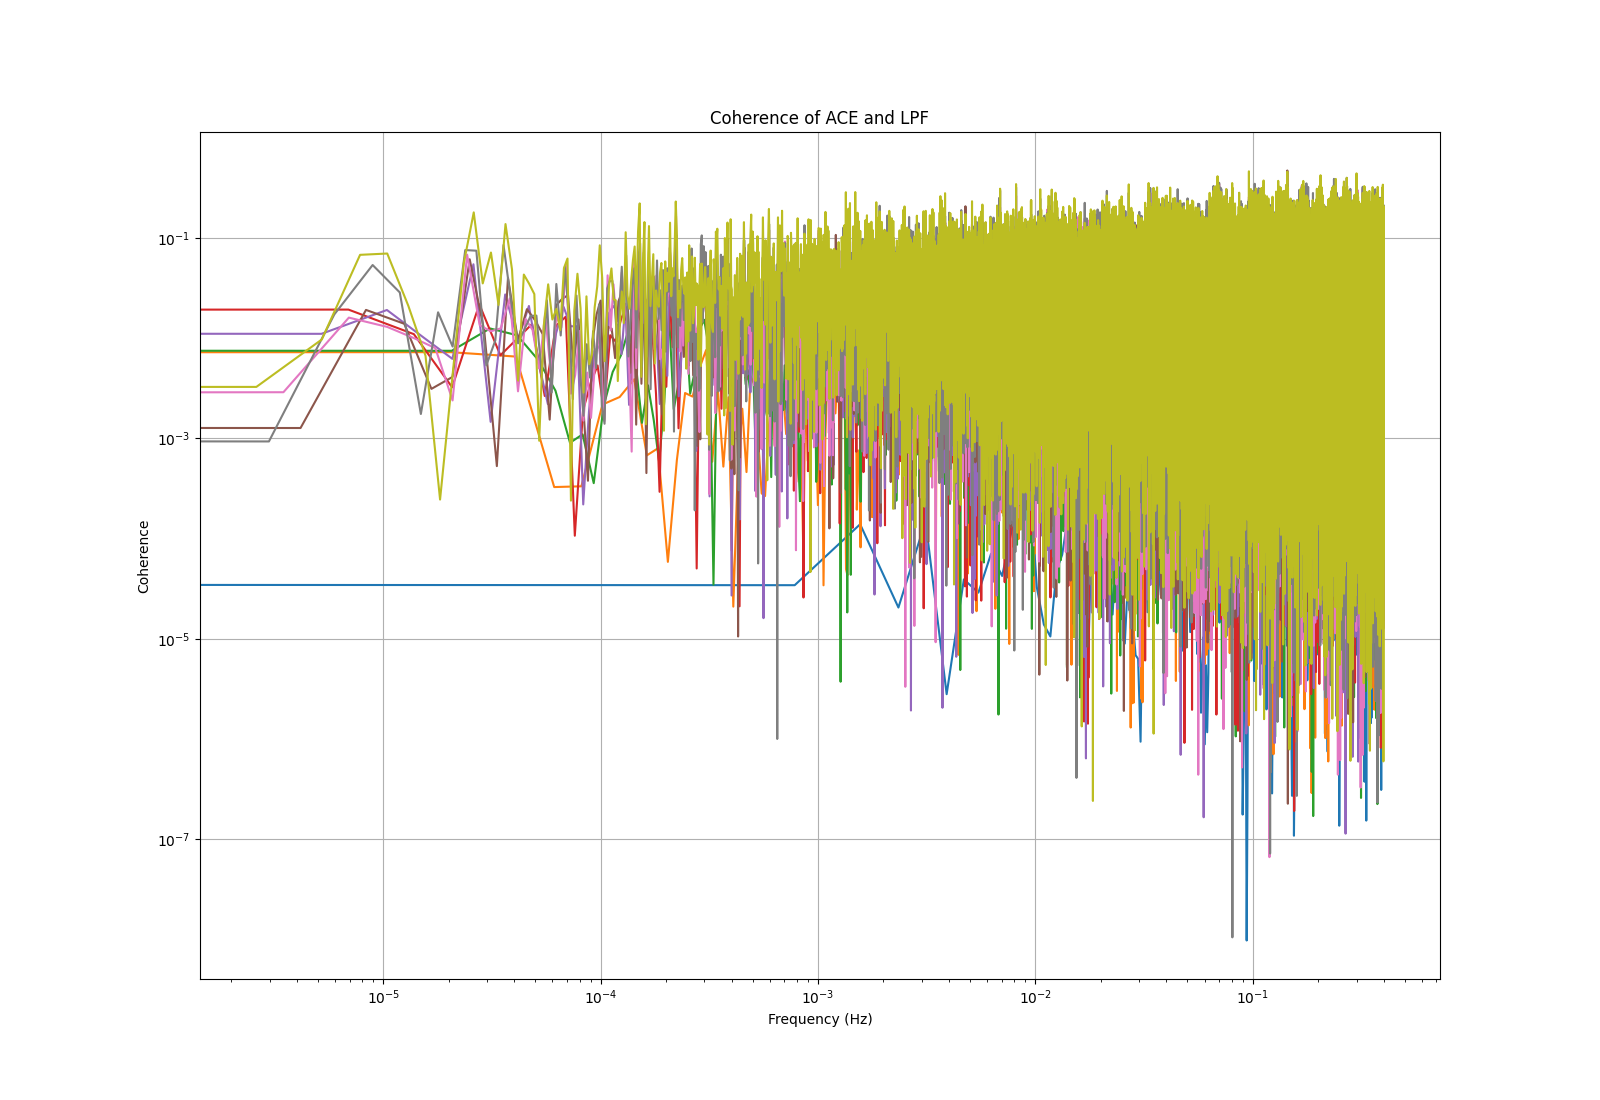 Coherence of ACE and LPF
Coherence
10⁻¹
10⁻³
10⁻⁵
10⁻⁷
10⁻⁵ 10⁻⁴ 10⁻³ 10⁻² 10⁻¹
Frequency (Hz)